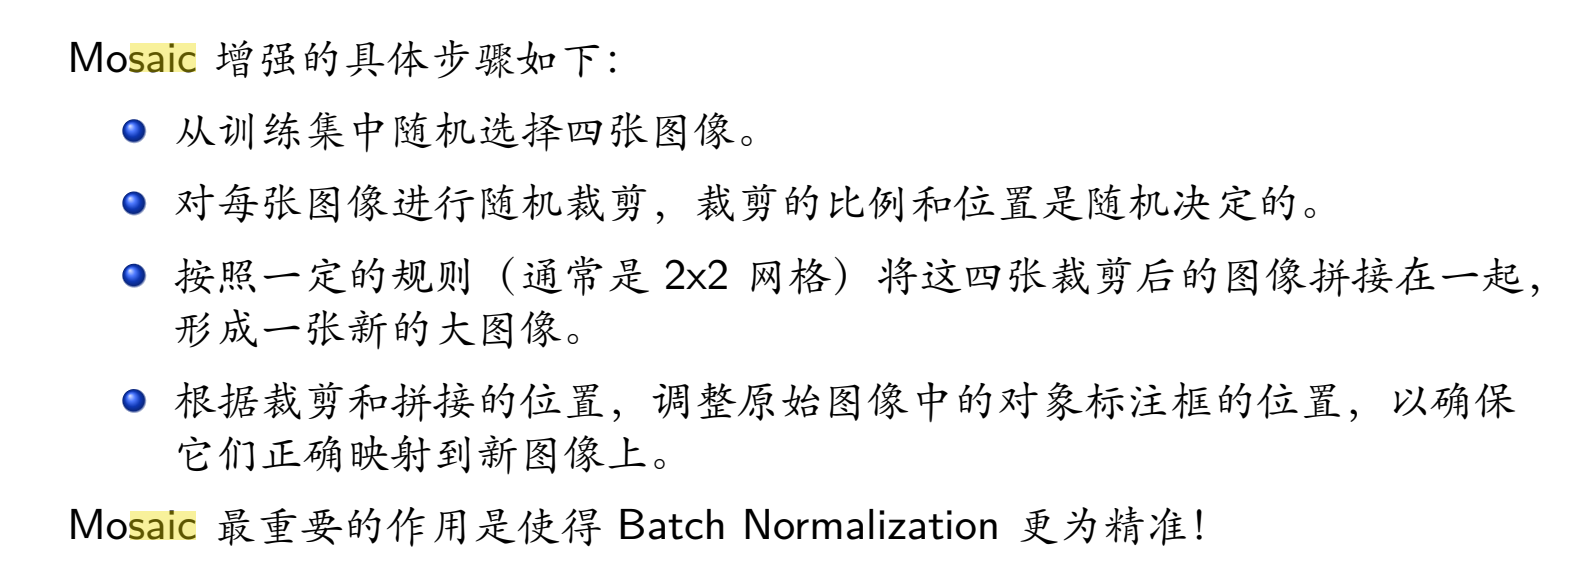 Mosaic 增强的具体步骤如下:
从训练集中随机选择四张图像。
对每张图像进行随机裁剪，裁剪的比例和位置是随机决定的。
按照一定的规则（通常是 2x2 网格）将这四张裁剪后的图像拼接在一起，
形成一张新的大图像。
根据裁剪和拼接的位置，调整原始图像中的对象标注框的位置，以确保
它们正确映射到新图像上。
Mosaic 最重要的作用是使得 Batch Normalization 更为精准！